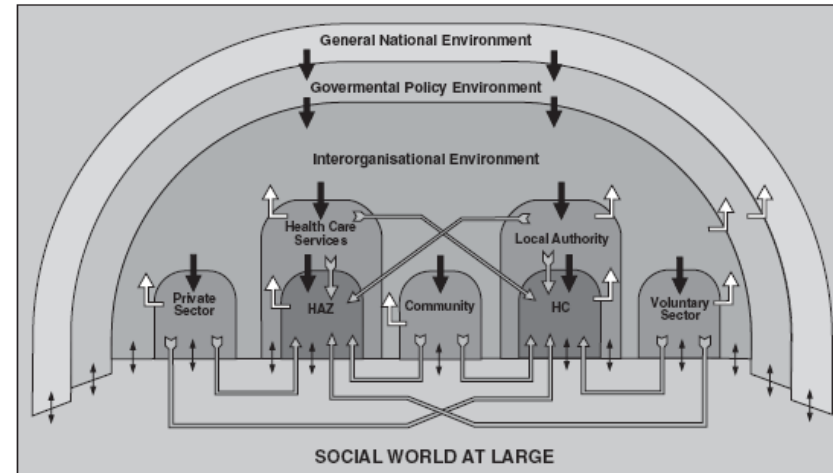 General National Environment
Govermental Policy Environment
Interorganisational Environment
Health Care
Services
Local Authority
Private
Sector
HAZ
Community
HC
Voluntary
Sector
SOCIAL WORLD AT LARGE